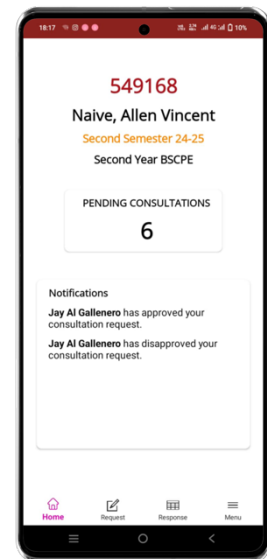 18:17
4G 10%
549168
Naive, Allen Vincent
Second Semester 24-25
Second Year BSCPE
PENDING CONSULTATIONS
6
Notifications
Jay Al Gallenero has approved your
consultation request.
Jay Al Gallenero has disapproved your
consultation request.
Home Request Response Menu